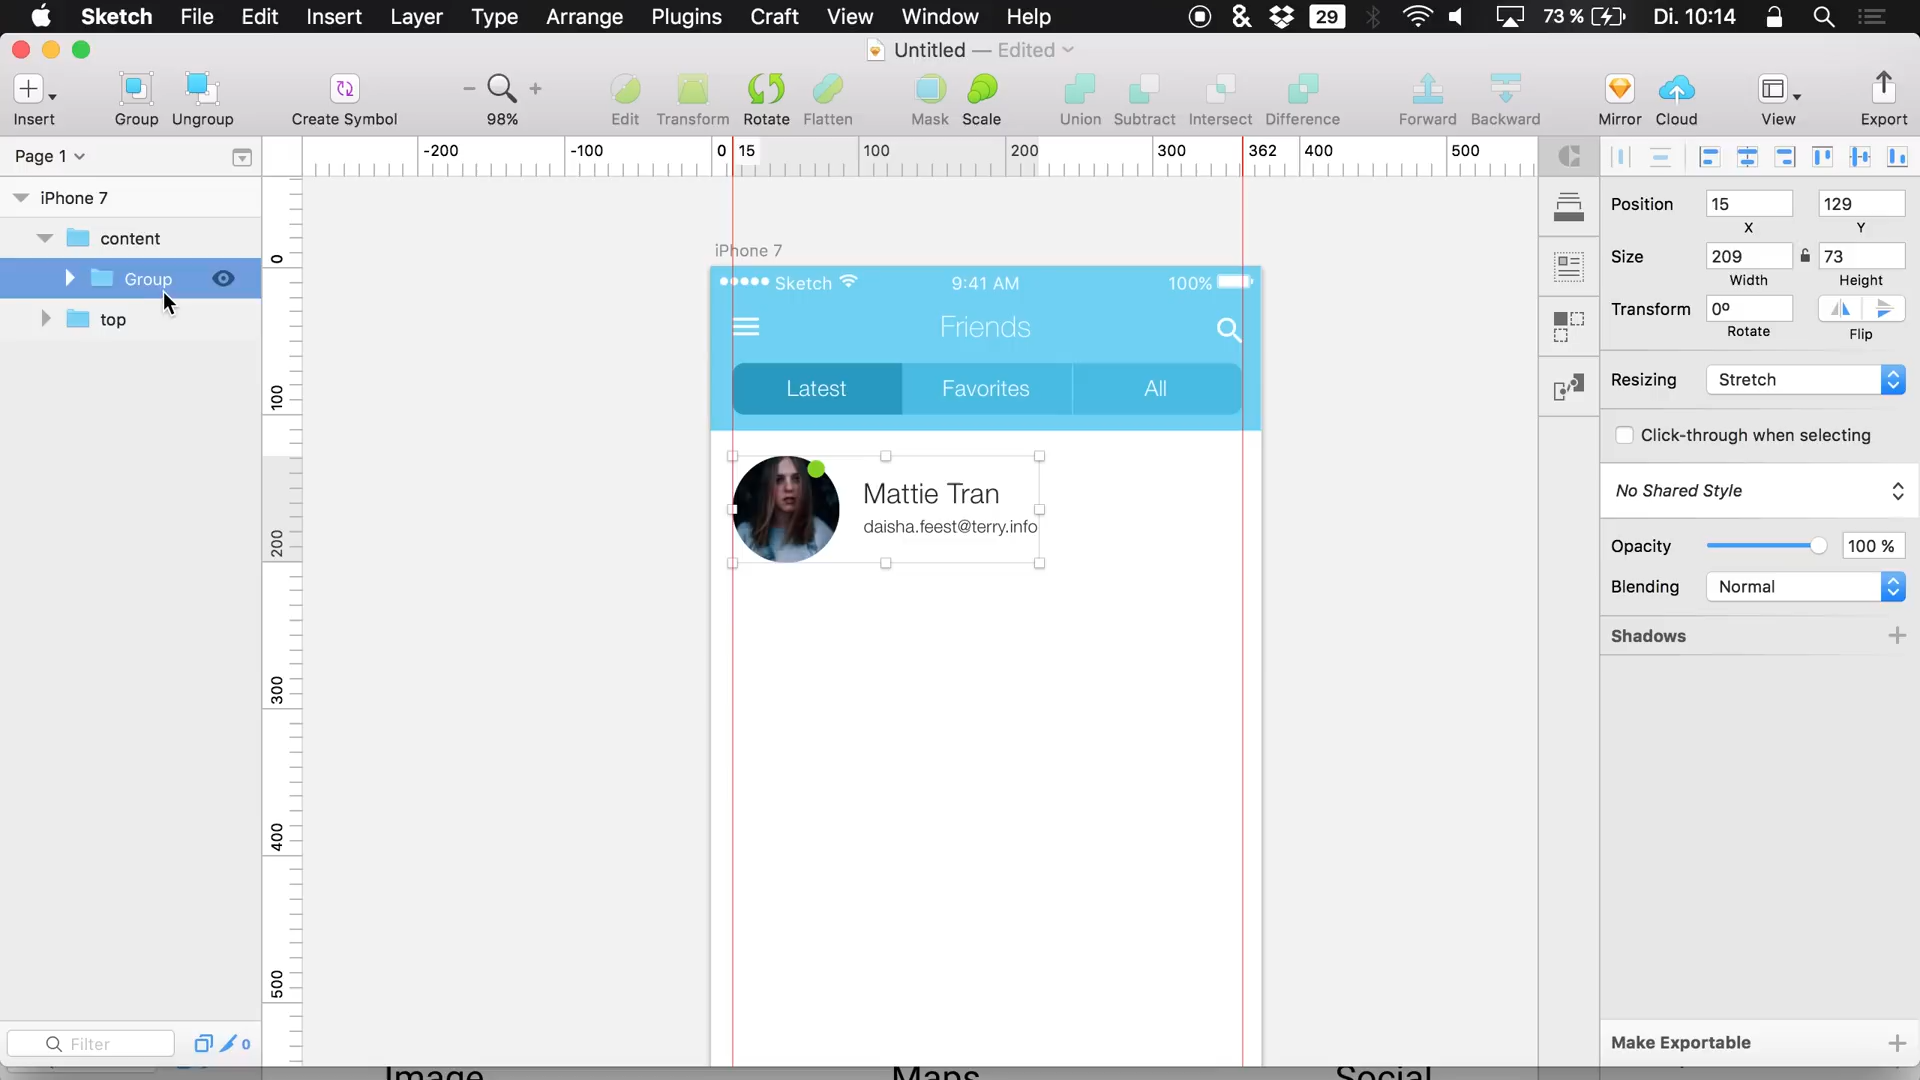 Sketch File Edit Insert Layer Type Arrange Plugins Craft View Window Help 29 73 % Di. 10:14
Untitled — Edited
Insert Group Ungroup Create Symbol 98% Edit Transform Rotate Flatten Mask Scale Union Subtract Intersect Difference Forward Backward Mirror Cloud View Export
Page 1
-200 -100 0 15 100 200 300 362 400 500
iPhone 7
content
Group
top
0
100
200
300
400
500
iPhone 7
Sketch 9:41 AM 100%
Friends
Latest Favorites All
Mattie Tran
daisha.feest@terry.info
Position 15 129
X Y
Size 209 73
Width Height
Transform 0º
Rotate Flip
Resizing Stretch
Click-through when selecting
No Shared Style
Opacity 100 %
Blending Normal
Shadows
Make Exportable
Filter 0
Image Maps Social